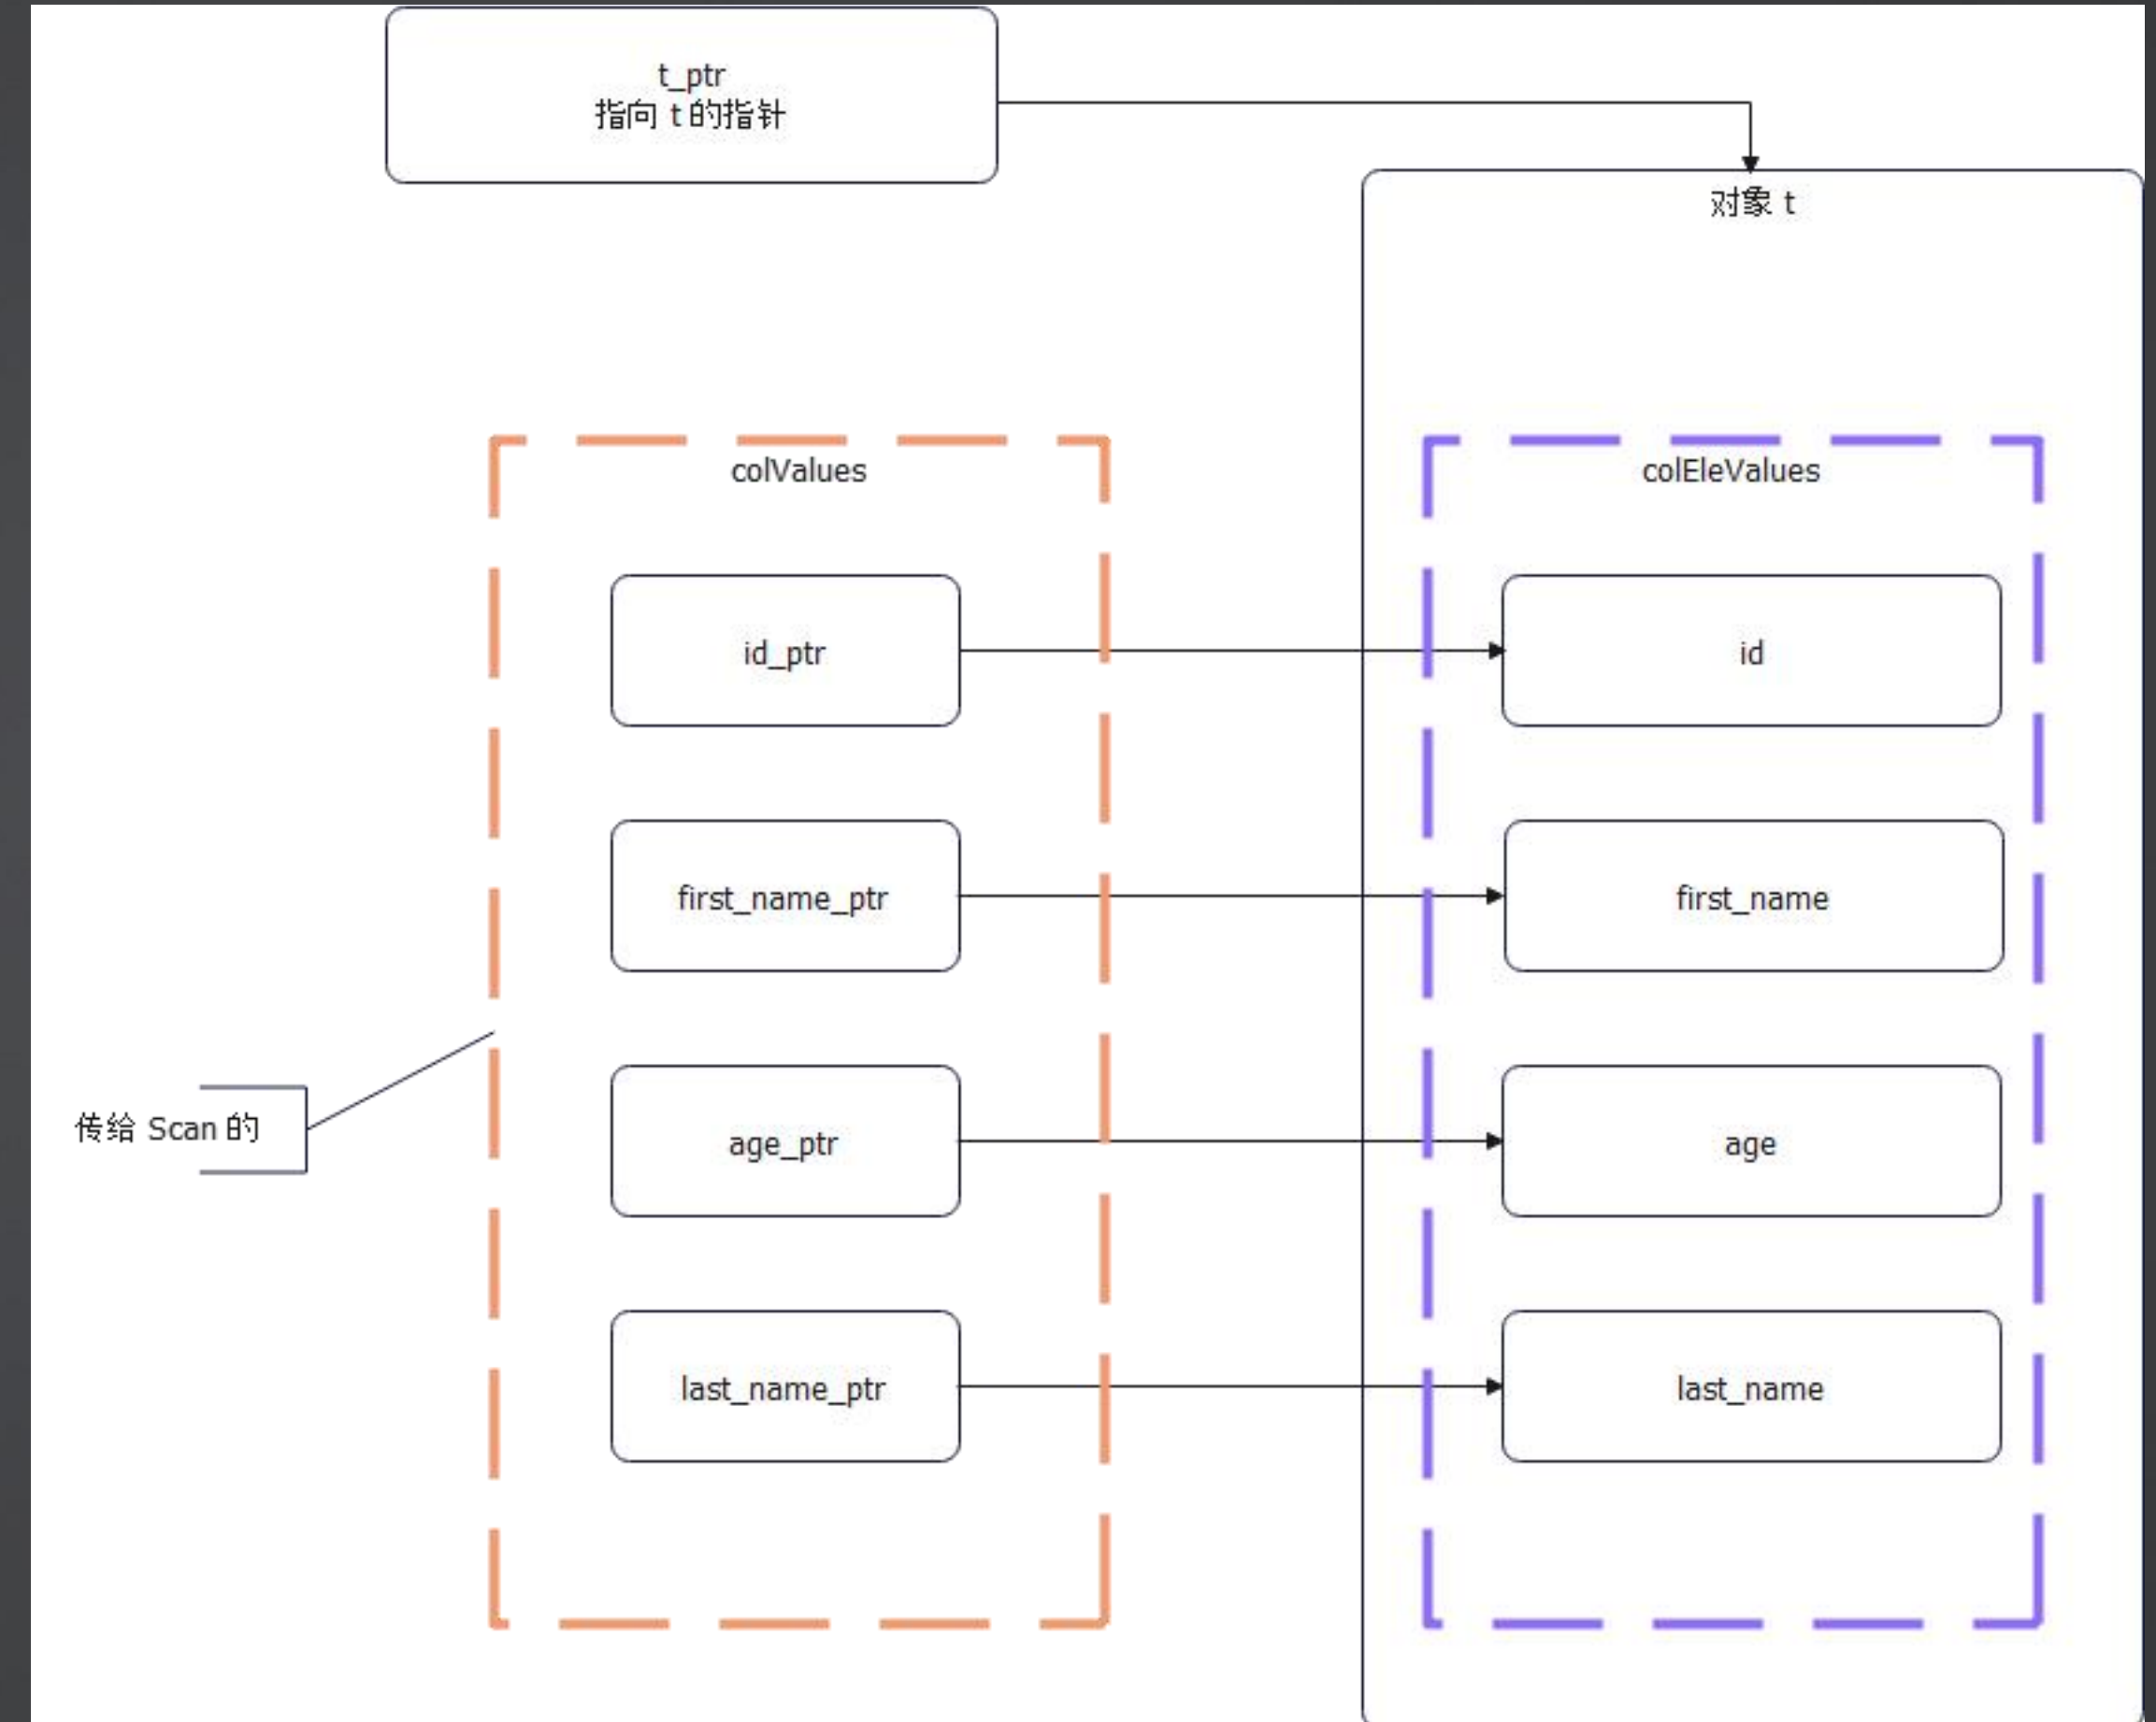 t_ptr
指向 t 的指针
对象 t
colValues
colEleValues
id_ptr
id
first_name_ptr
first_name
传给 Scan 的
age_ptr
age
last_name_ptr
last_name